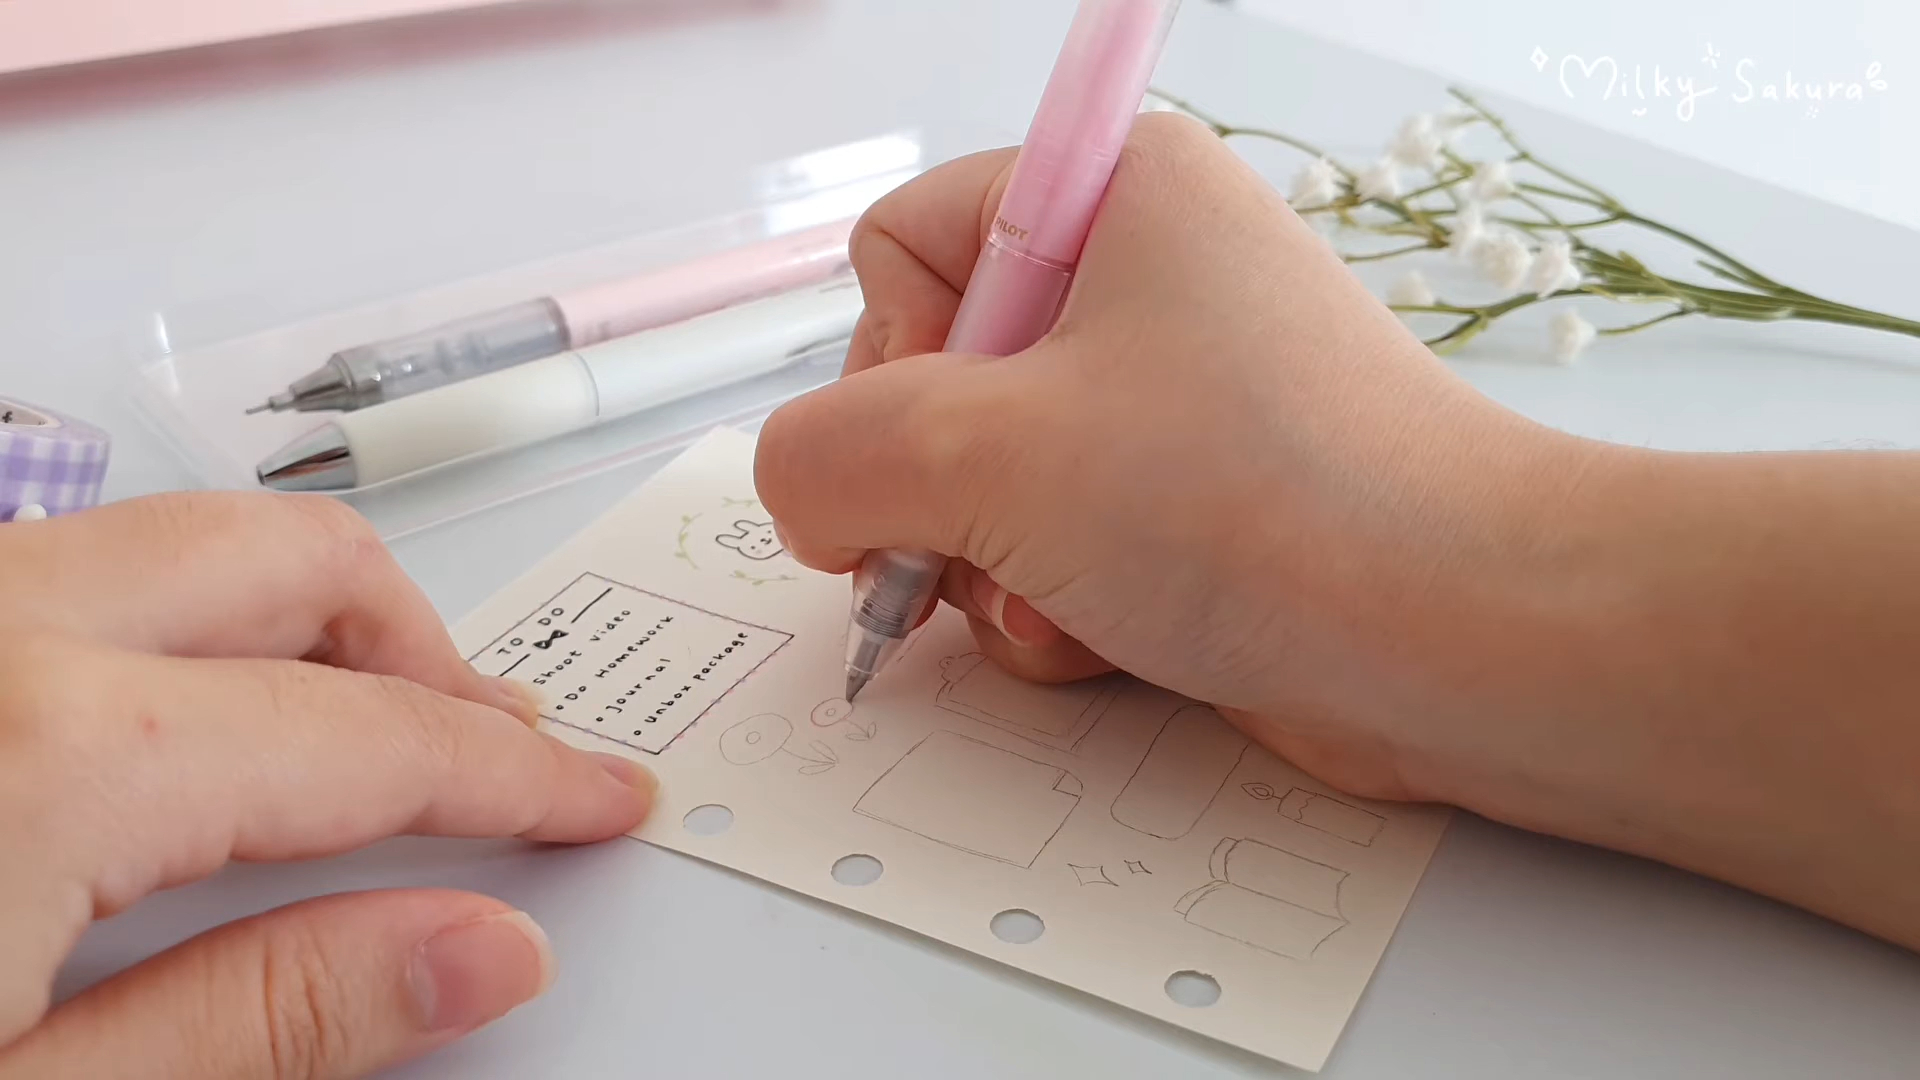 Milky Sakura
PILOT
TO DO
Shoot Video
• Do Homework
• Journal
• Unbox Package